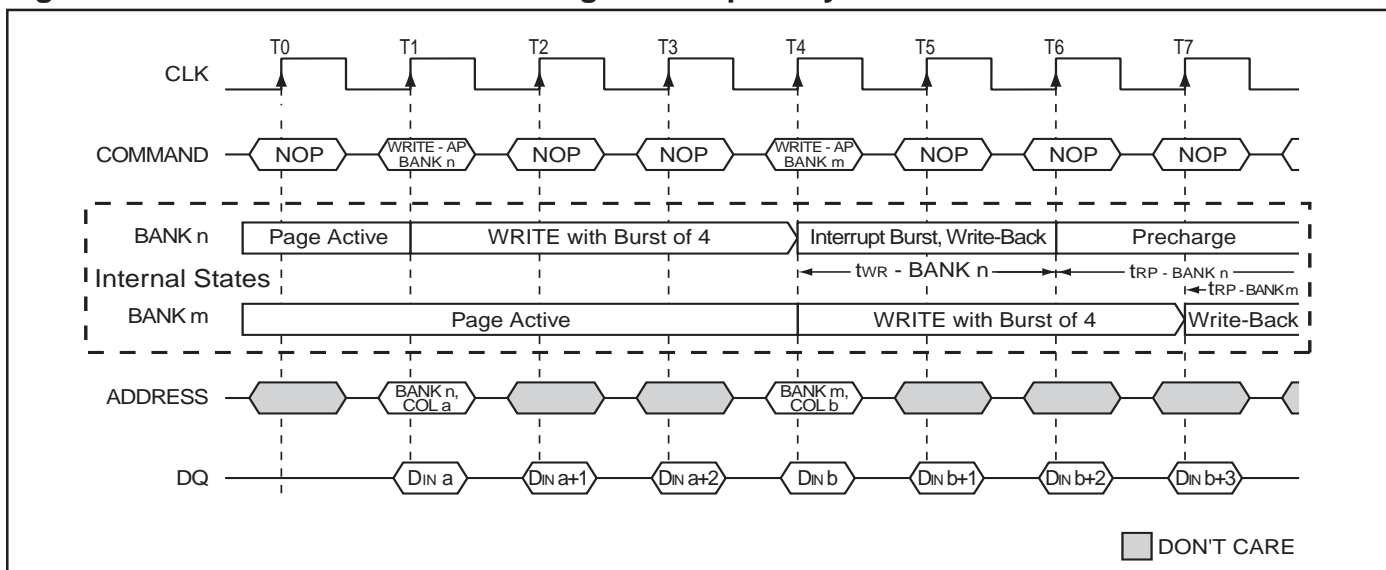 T0 T1 T2 T3 T4 T5 T6 T7
CLK
COMMAND NOP WRITE - AP BANK n NOP NOP WRITE - AP BANK m NOP NOP NOP
BANK n Page Active WRITE with Burst of 4 Interrupt Burst, Write-Back Precharge
Internal States tWR - BANK n tRP - BANK n
tRP - BANK m
BANK m Page Active WRITE with Burst of 4 Write-Back
ADDRESS BANK n, COL a BANK m, COL b
DQ DIN a DIN a+1 DIN a+2 DIN b DIN b+1 DIN b+2 DIN b+3
DON'T CARE